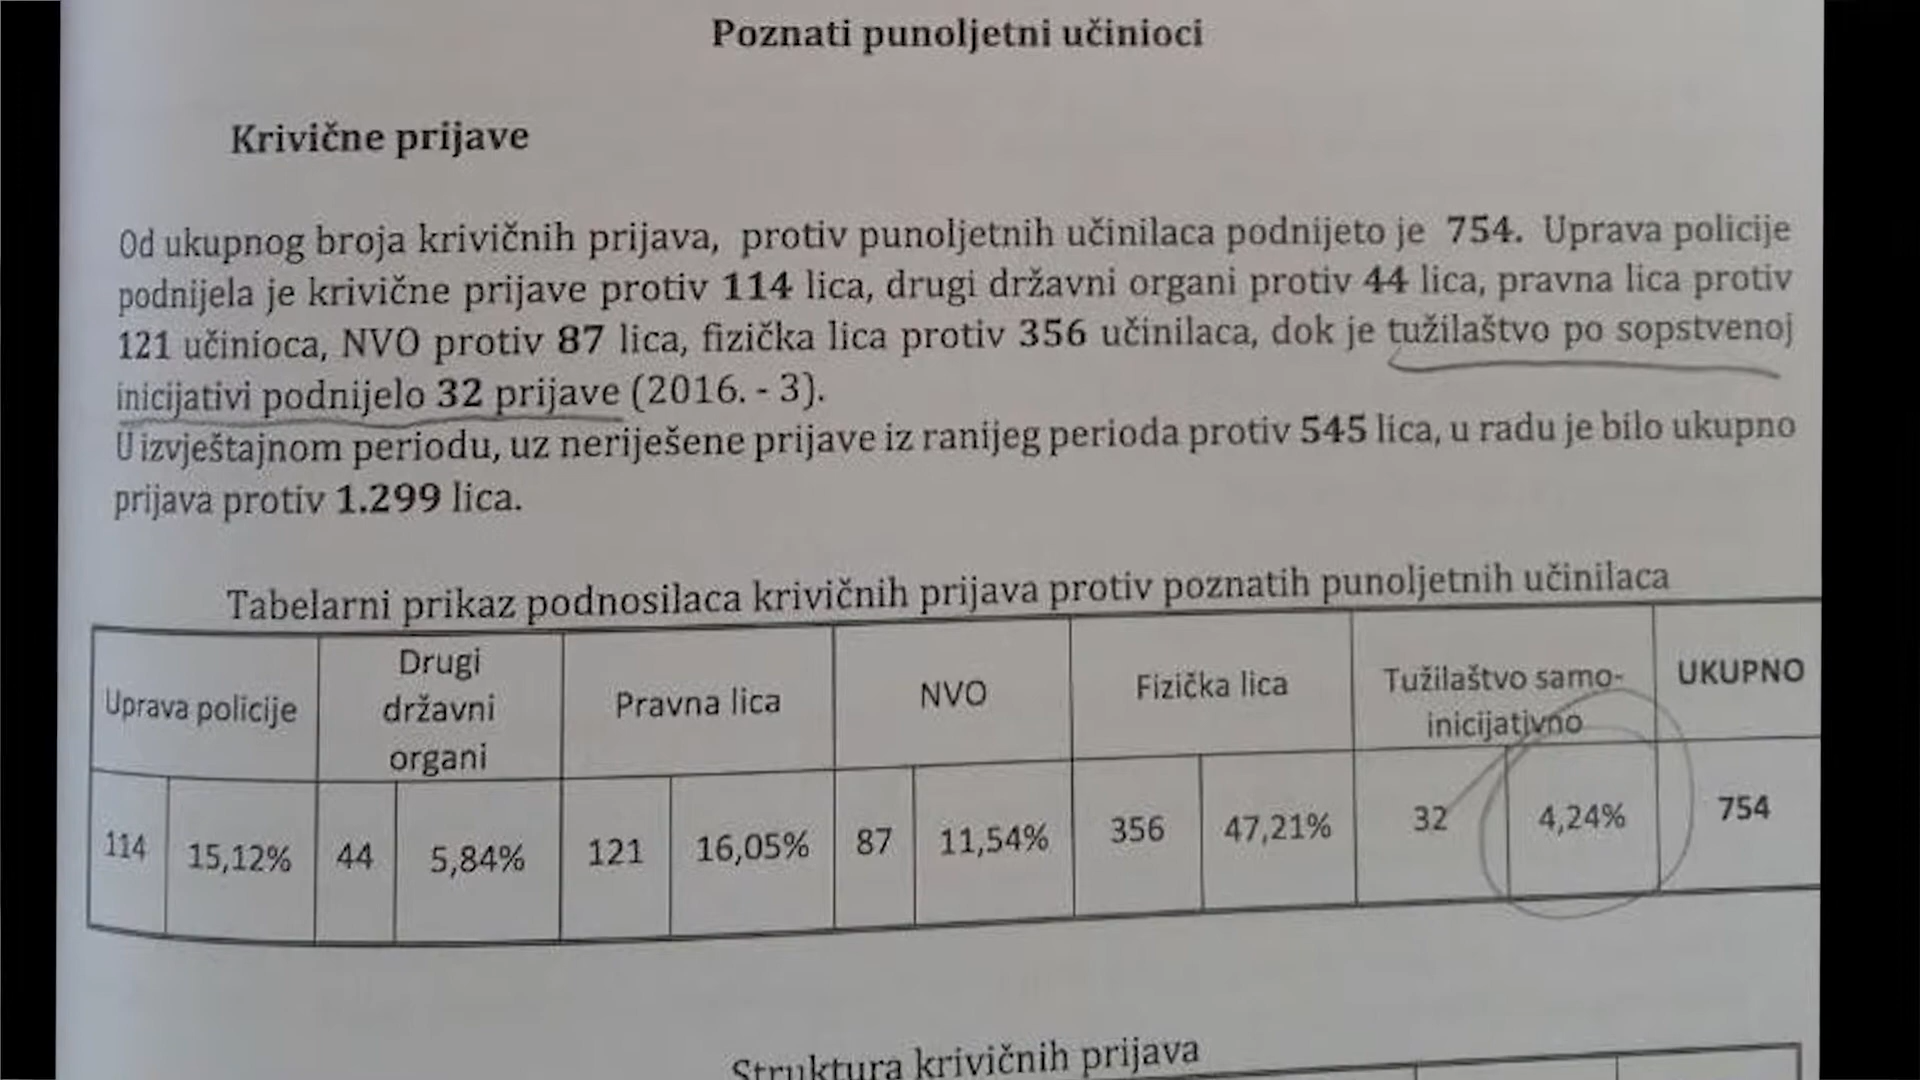 Poznati punoljetni učinioci
Krivične prijave
Od ukupnog broja krivičnih prijava, protiv punoljetnih učinilaca podnijeto je 754. Uprava policije
podnijela je krivične prijave protiv 114 lica, drugi državni organi protiv 44 lica, pravna lica protiv
121 učinioca, NVO protiv 87 lica, fizička lica protiv 356 učinilaca, dok je tužilaštvo po sopstvenoj
inicijativi podnijelo 32 prijave (2016. - 3).
U izvještajnom periodu, uz neriješene prijave iz ranijeg perioda protiv 545 lica, u radu je bilo ukupno
prijava protiv 1.299 lica.
Tabelarni prikaz podnosilaca krivičnih prijava protiv poznatih punoljetnih učinilaca
Uprava policije
Drugi
državni
organi
Pravna lica
NVO
Fizička lica
Tužilaštvo samo-
inicijativno
UKUPNO
114 15,12% 44 5,84% 121 16,05% 87 11,54% 356 47,21% 32 4,24% 754
Struktura krivičnih prijava